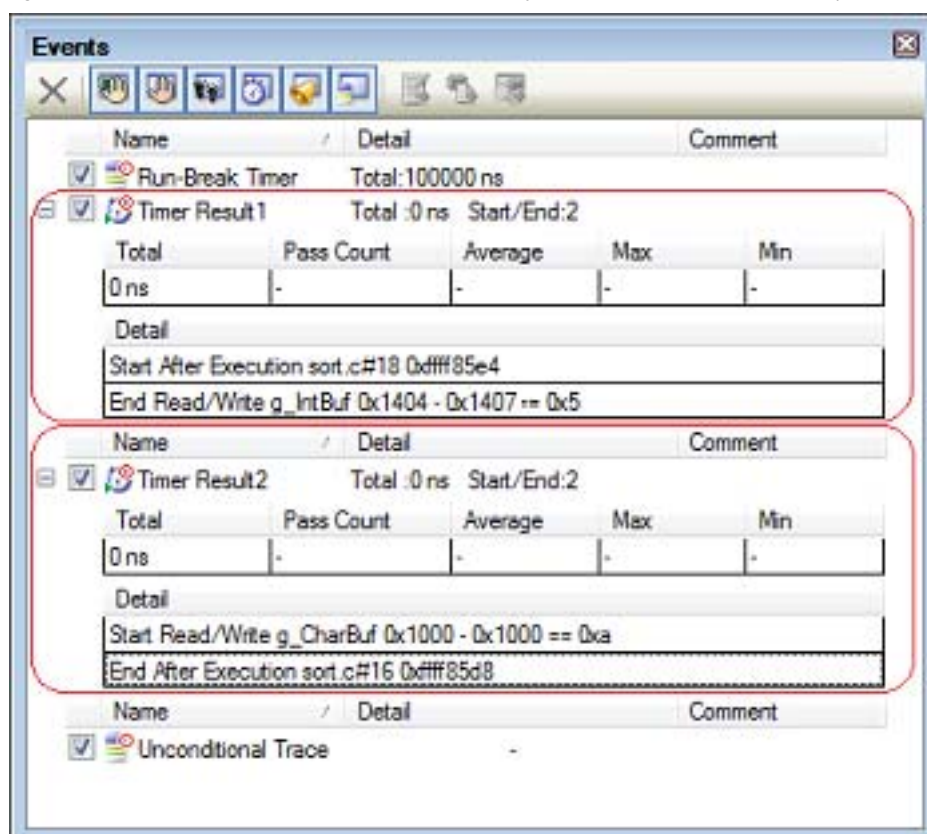 Events
Name / Detail Comment
Run-Break Timer Total:100000 ns
Timer Result1 Total :0 ns Start/End:2
Total Pass Count Average Max Min
0 ns - - - -
Detail
Start After Execution sort.c#18 0xffff85e4
End Read/Write g_IntBuf 0x1404 - 0x1407 == 0x5
Name / Detail Comment
Timer Result2 Total :0 ns Start/End:2
Total Pass Count Average Max Min
0 ns - - - -
Detail
Start Read/Write g_CharBuf 0x1000 - 0x1000 == 0xa
End After Execution sort.c#16 0xffff85d8
Name / Detail Comment
Unconditional Trace -